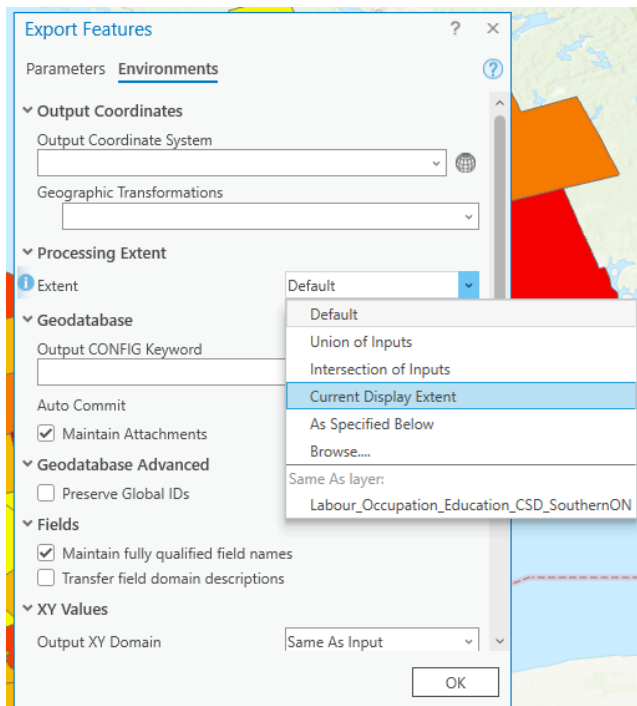 Export Features
Parameters Environments
Output Coordinates
Output Coordinate System
Geographic Transformations
Processing Extent
Extent Default
Default
Union of Inputs
Intersection of Inputs
Current Display Extent
As Specified Below
Browse....
Same As layer:
Labour_Occupation_Education_CSD_SouthernON
Geodatabase
Output CONFIG Keyword
Auto Commit
Maintain Attachments
Geodatabase Advanced
Preserve Global IDs
Fields
Maintain fully qualified field names
Transfer field domain descriptions
XY Values
Output XY Domain Same As Input
OK